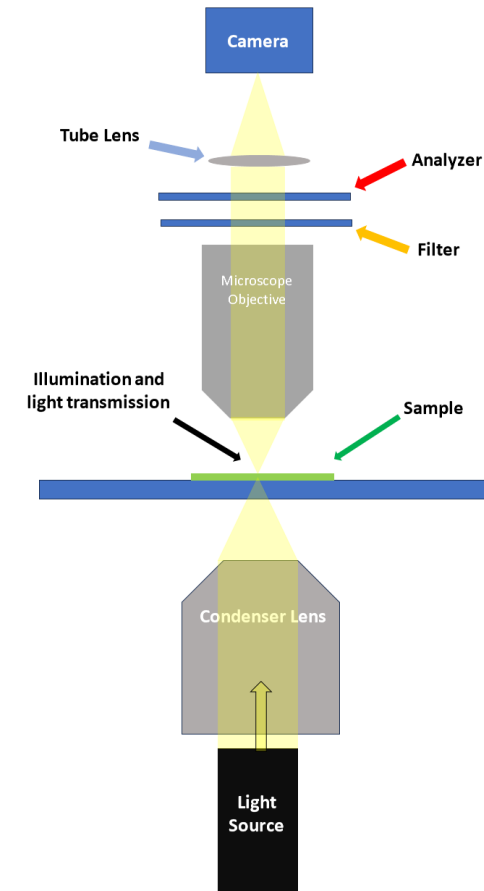 Camera
Tube Lens
Analyzer
Filter
Microscope
Objective
Illumination and
light transmission
Sample
Condenser Lens
Light
Source